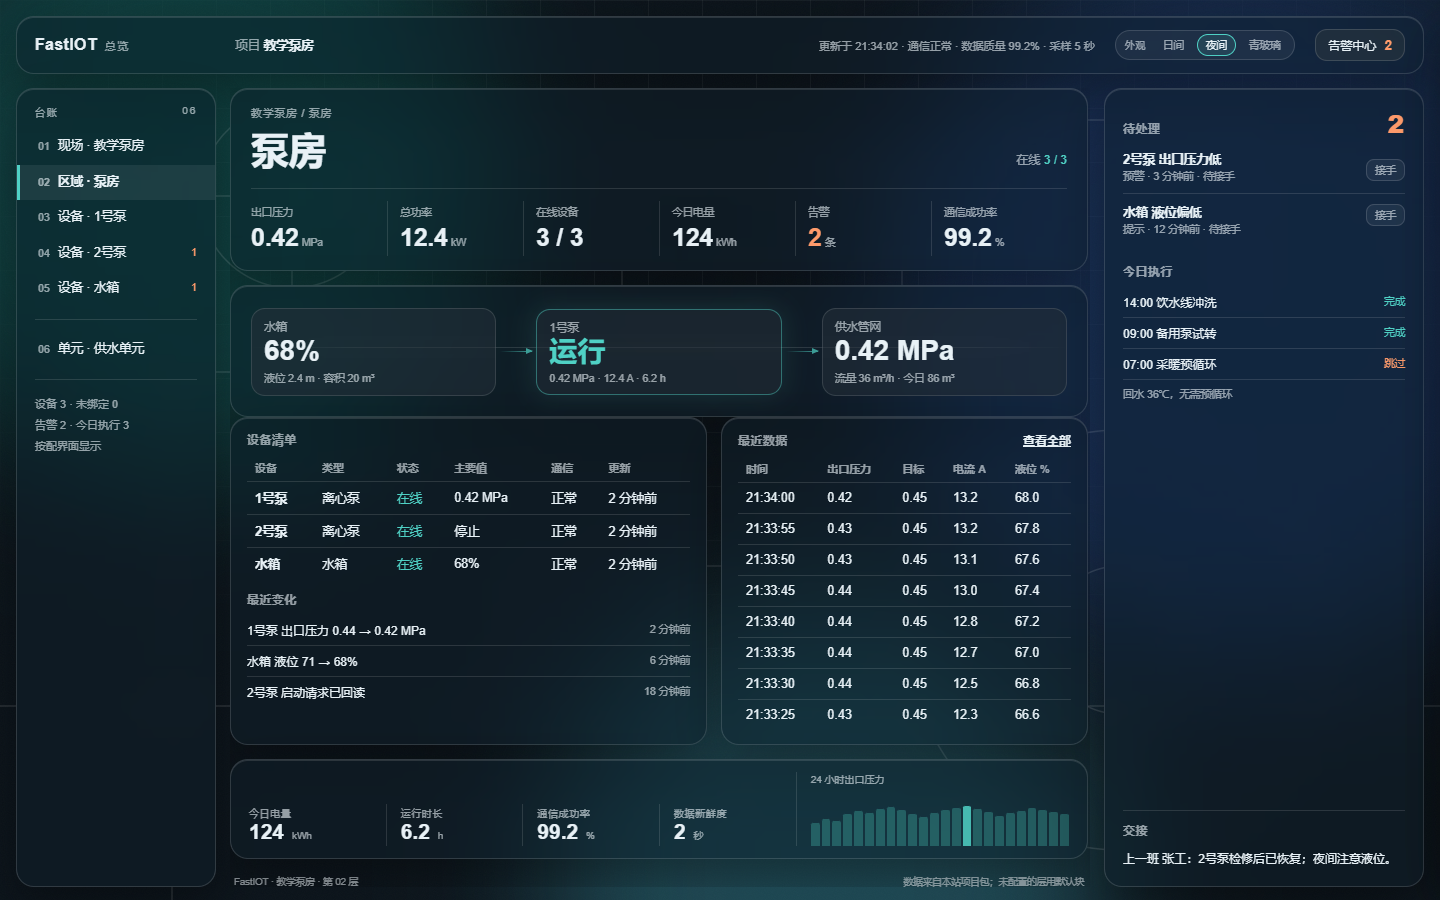 FastIOT 总览
项目 教学泵房
更新于 21:34:02 · 通信正常 · 数据质量 99.2% · 采样 5 秒
外观 日间 夜间 青玻璃
告警中心 2
台账 06
01 现场 · 教学泵房
02 区域 · 泵房
03 设备 · 1号泵
04 设备 · 2号泵 1
05 设备 · 水箱 1
06 单元 · 供水单元
设备 3 · 未绑定 0
告警 2 · 今日执行 3
按配界面显示
教学泵房 / 泵房
泵房
在线 3 / 3
出口压力 总功率 在线设备 今日电量 告警 通信成功率
0.42 MPa 12.4 kW 3 / 3 124 kWh 2 条 99.2 %
水箱
68%
液位 2.4 m · 容积 20 m³
1号泵
运行
0.42 MPa · 12.4 A · 6.2 h
供水管网
0.42 MPa
流量 36 m³/h · 今日 86 m³
设备清单
设备 类型 状态 主要值 通信 更新
1号泵 离心泵 在线 0.42 MPa 正常 2 分钟前
2号泵 离心泵 在线 停止 正常 2 分钟前
水箱 水箱 在线 68% 正常 2 分钟前
最近变化
1号泵 出口压力 0.44 → 0.42 MPa 2 分钟前
水箱 液位 71 → 68% 6 分钟前
2号泵 启动请求已回读 18 分钟前
最近数据 查看全部
时间 出口压力 目标 电流 A 液位 %
21:34:00 0.42 0.45 13.2 68.0
21:33:55 0.43 0.45 13.2 67.8
21:33:50 0.43 0.45 13.1 67.6
21:33:45 0.44 0.45 13.0 67.4
21:33:40 0.44 0.45 12.8 67.2
21:33:35 0.44 0.45 12.7 67.0
21:33:30 0.44 0.45 12.5 66.8
21:33:25 0.43 0.45 12.3 66.6
今日电量 运行时长 通信成功率 数据新鲜度
124 kWh 6.2 h 99.2 % 2 秒
24 小时出口压力
FastIOT · 教学泵房 · 第 02 层
数据来自本站项目包；未配置的层用默认块
待处理 2
2号泵 出口压力低
预警 · 3 分钟前 · 待接手
接手
水箱 液位偏低
提示 · 12 分钟前 · 待接手
接手
今日执行
14:00 饮水线冲洗 完成
09:00 备用泵试转 完成
07:00 采暖预循环 跳过
回水 36°C，无需预循环
交接
上一班 张工：2号泵检修后已恢复；夜间注意液位。